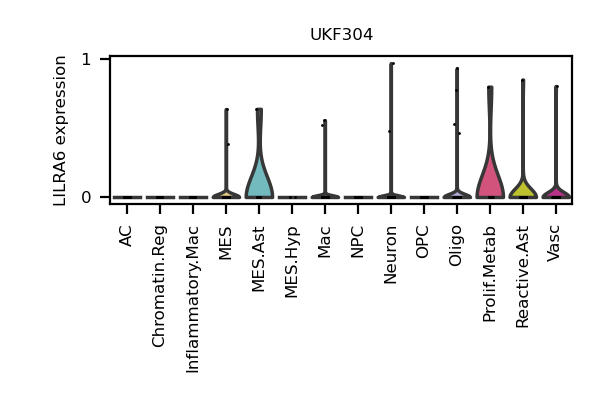 UKF304
LILRA6 expression
1
0
AC
Chromatin.Reg
Inflammatory.Mac
MES
MES.Ast
MES.Hyp
Mac
NPC
Neuron
OPC
Oligo
Prolif.Metab
Reactive.Ast
Vasc